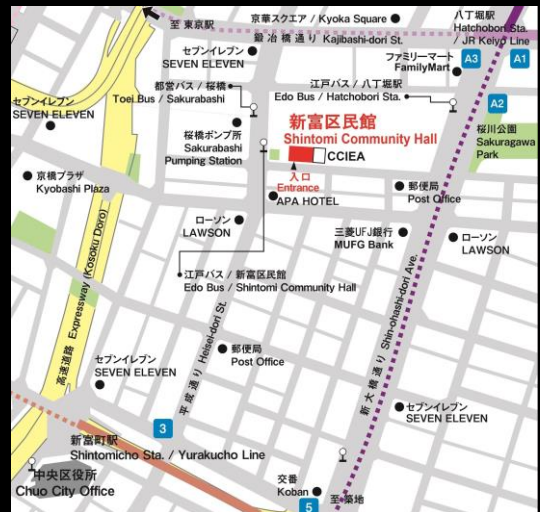 至 東京駅
京華スクエア / Kyoka Square
鍛冶橋通り Kajibashi-dori St.
八丁堀駅
Hatchobori Sta.
/ JR Keiyo Line
セブンイレブン
SEVEN ELEVEN
ファミリーマート
FamilyMart
A3
A1
都営バス / 桜橋
Toei Bus / Sakurabashi
江戸バス / 八丁堀駅
Edo Bus / Hatchobori Sta.
A2
セブンイレブン
SEVEN ELEVEN
新富区民館
Shintomi Community Hall
桜橋ポンプ所
Sakurabashi
Pumping Station
CCIEA
桜川公園
Sakuragawa
Park
入口
Entrance
京橋プラザ
Kyobashi Plaza
郵便局
Post Office
APA HOTEL
ローソン
LAWSON
三菱UFJ銀行
MUFG Bank
ローソン
LAWSON
江戸バス / 新富区民館
Edo Bus / Shintomi Community Hall
高速道路 Expressway (Kosoku Doro)
平成通り Heisei-dori St.
新大橋通り Shin-ohashi-dori Ave.
郵便局
Post Office
セブンイレブン
SEVEN ELEVEN
セブンイレブン
SEVEN ELEVEN
3
新富町駅
Shintomicho Sta. / Yurakucho Line
中央区役所
Chuo City Office
交番
Koban
至 築地
5